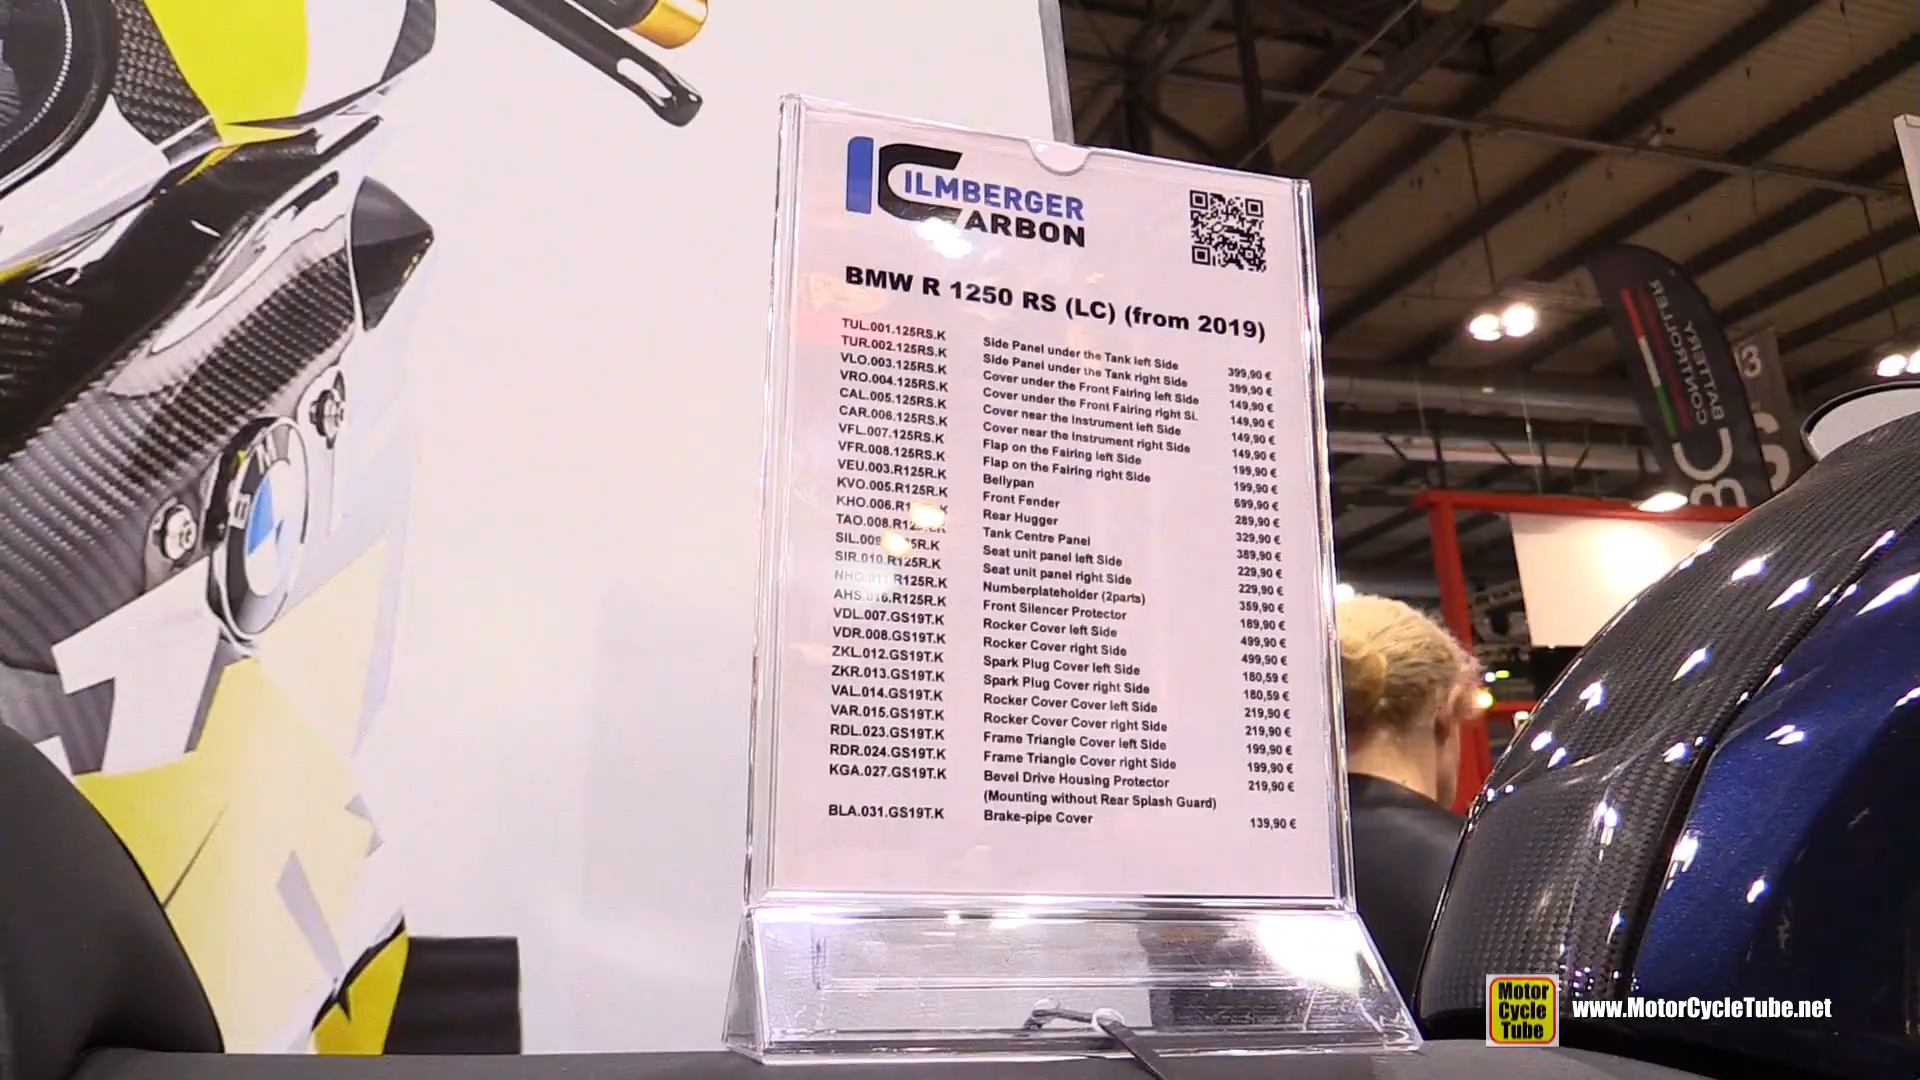 ILMBERGER
CARBON
BMW R 1250 RS (LC) (from 2019)
TUL.001.125RS.K Side Panel under the Tank left Side 399,90 €
TUR.002.125RS.K Side Panel under the Tank right Side 399,90 €
VLO.003.125RS.K Cover under the Front Fairing left Side 149,90 €
VRO.004.125RS.K Cover under the Front Fairing right Si. 149,90 €
CAL.005.125RS.K Cover near the Instrument left Side 149,90 €
CAR.006.125RS.K Cover near the Instrument right Side 149,90 €
VFL.007.125RS.K Flap on the Fairing left Side 199,90 €
VFR.008.125RS.K Flap on the Fairing right Side 199,90 €
VEU.003.R125R.K Bellypan 699,90 €
KVO.005.R125R.K Front Fender 289,90 €
Rear Hugger 329,90 €
Tank Centre Panel 389,90 €
Seat unit panel left Side 229,90 €
SIR.010.R125R.K Seat unit panel right Side 229,90 €
NHO.011.R125R.K Numberplateholder (2parts) 359,90 €
AHS.016.R125R.K Front Silencer Protector 189,90 €
VDL.007.GS19T.K Rocker Cover left Side 499,90 €
VDR.008.GS19T.K Rocker Cover right Side 499,90 €
ZKL.012.GS19T.K Spark Plug Cover left Side 180,59 €
ZKR.013.GS19T.K Spark Plug Cover right Side 180,59 €
VAL.014.GS19T.K Rocker Cover Cover left Side 219,90 €
VAR.015.GS19T.K Rocker Cover Cover right Side 219,90 €
RDL.023.GS19T.K Frame Triangle Cover left Side 199,90 €
RDR.024.GS19T.K Frame Triangle Cover right Side 199,90 €
KGA.027.GS19T.K Bevel Drive Housing Protector 219,90 €
(Mounting without Rear Splash Guard)
BLA.031.GS19T.K Brake-pipe Cover 139,90 €
BATTERY
CONTROLLER
BC
BMW
Motor
Cycle
Tube
www.MotorCycleTube.net